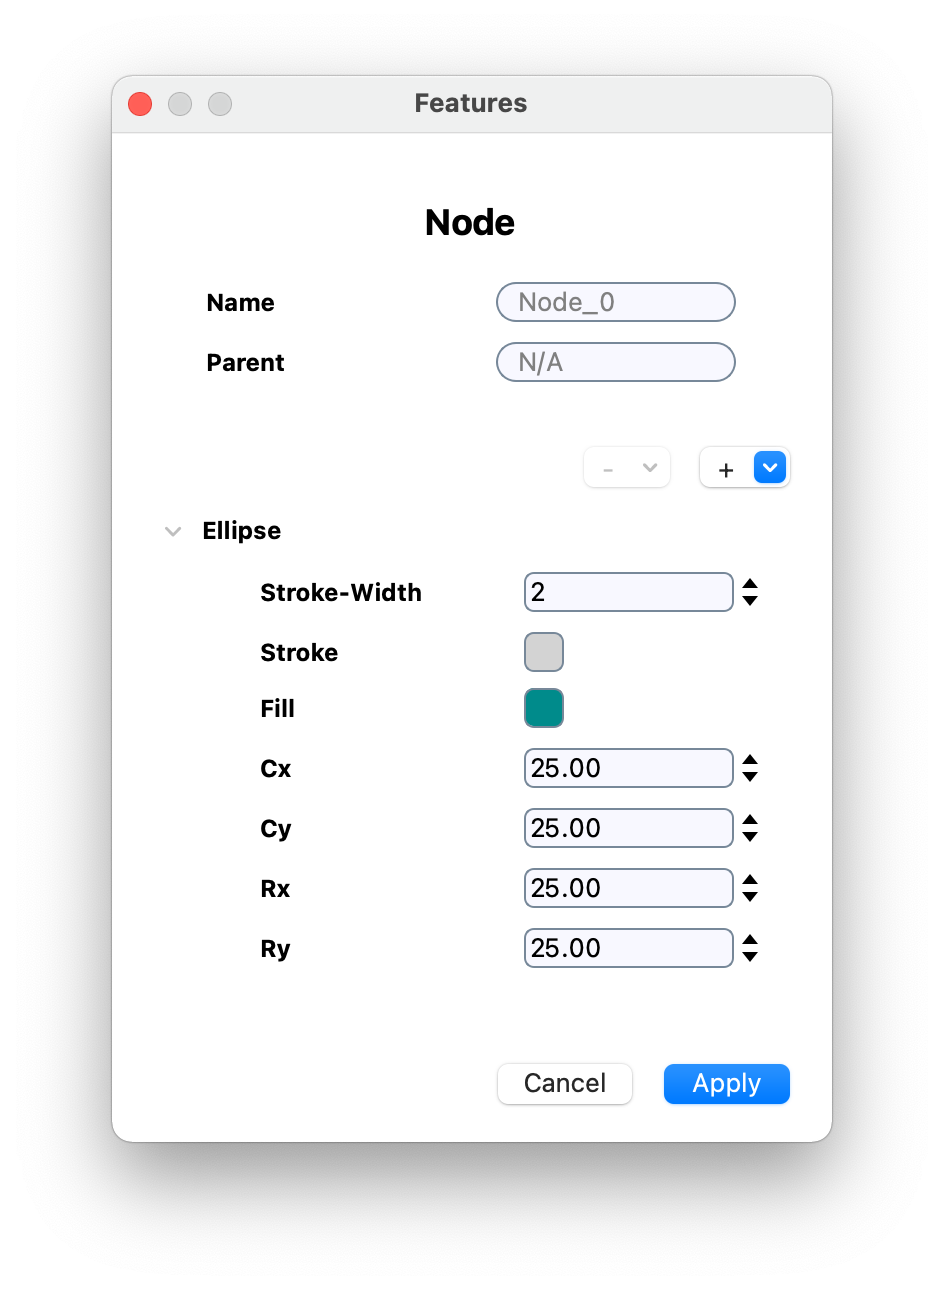 Features
Node
Name Node_0
Parent N/A
- +
Ellipse
Stroke-Width 2
Stroke
Fill
Cx 25.00
Cy 25.00
Rx 25.00
Ry 25.00
Cancel Apply